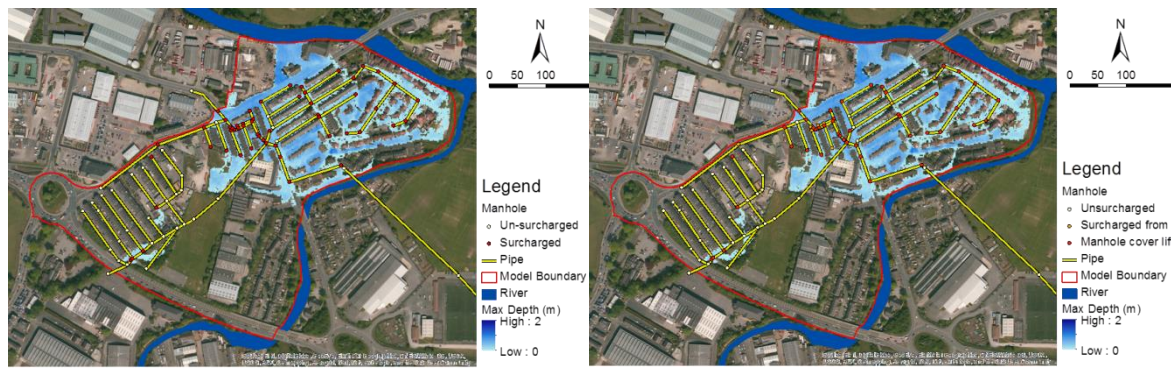 N
0 50 100
Legend
Manhole
Un-surcharged
Surcharged
Pipe
Model Boundary
River
Max Depth (m)
High : 2
Low : 0
N
0 50 100
Legend
Manhole
Unsurcharged
Surcharged from
Manhole cover lif
Pipe
Model Boundary
River
Max Depth (m)
High : 2
Low : 0